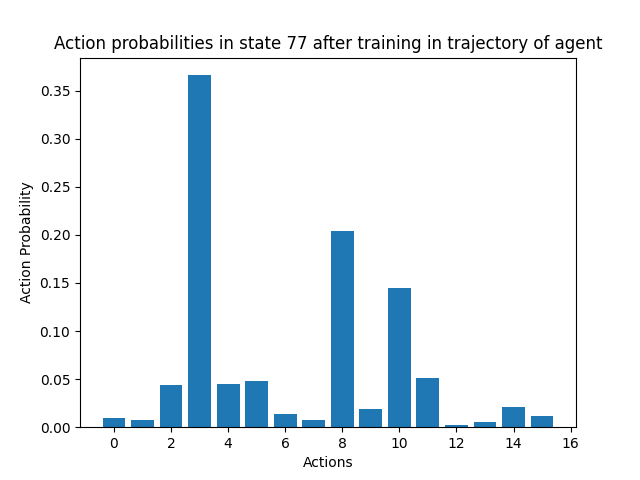 Action probabilities in state 77 after training in trajectory of agent
Action Probability
0.35
0.30
0.25
0.20
0.15
0.10
0.05
0.00
0 2 4 6 8 10 12 14 16
Actions